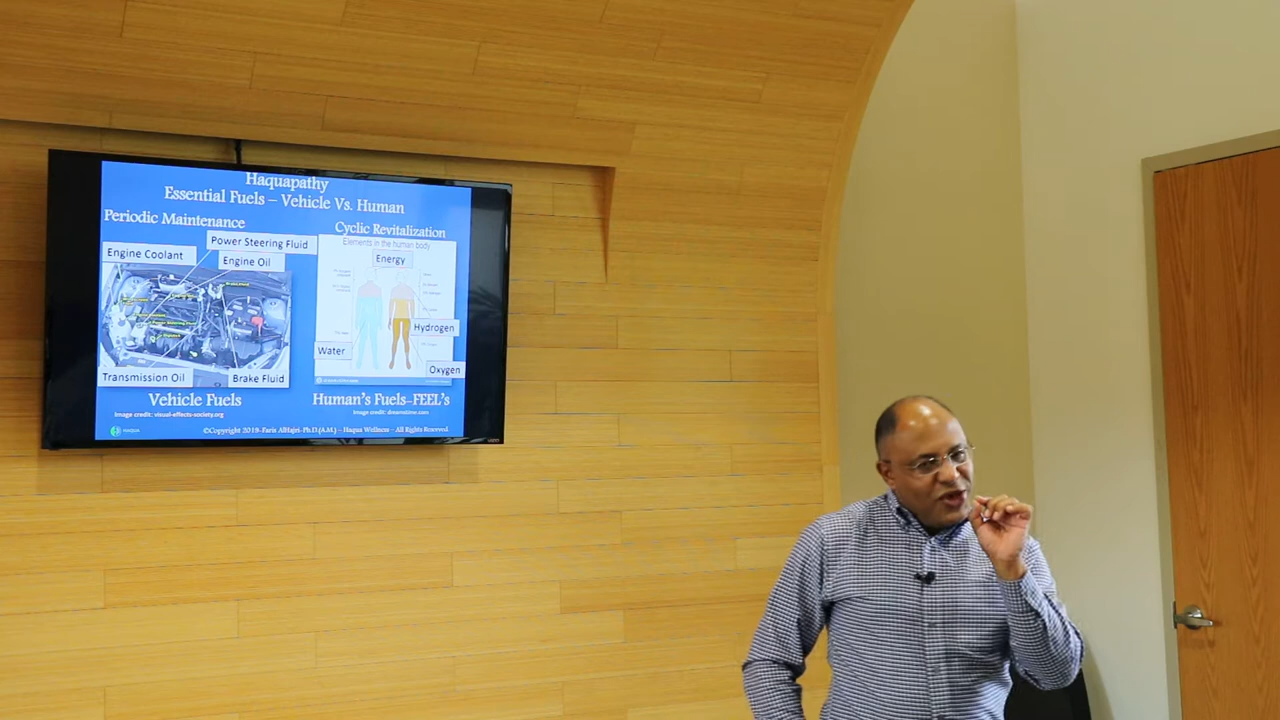 Haquapathy
Essential Fuels – Vehicle Vs. Human
Periodic Maintenance
Cyclic Revitalization
Power Steering Fluid
Elements in the human body
Engine Coolant
Engine Oil
Energy
Hydrogen
Water
Oxygen
Transmission Oil
Brake Fluid
Vehicle Fuels
Human's Fuels–FEEL's
Image credit: visual-effects-society.org
Image credit: dreamstime.com
HAQUA
©Copyright 2019–Faris AlHajri-Ph.D (A.M.) – Haqua Wellness – All Rights Reserved